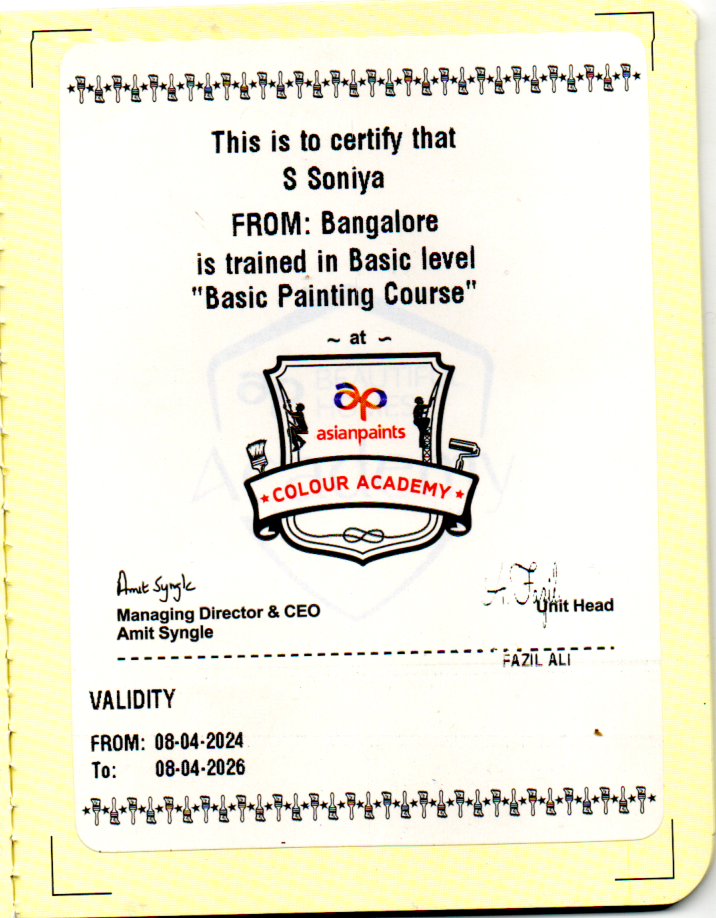 This is to certify that
S Soniya
FROM: Bangalore
is trained in Basic level
"Basic Painting Course"
~ at ~
ap
asianpaints
COLOUR ACADEMY
Amit Syngle
Managing Director & CEO
Amit Syngle
A. Fazil
Unit Head
FAZIL ALI
VALIDITY
FROM: 08-04-2024
To: 08-04-2026